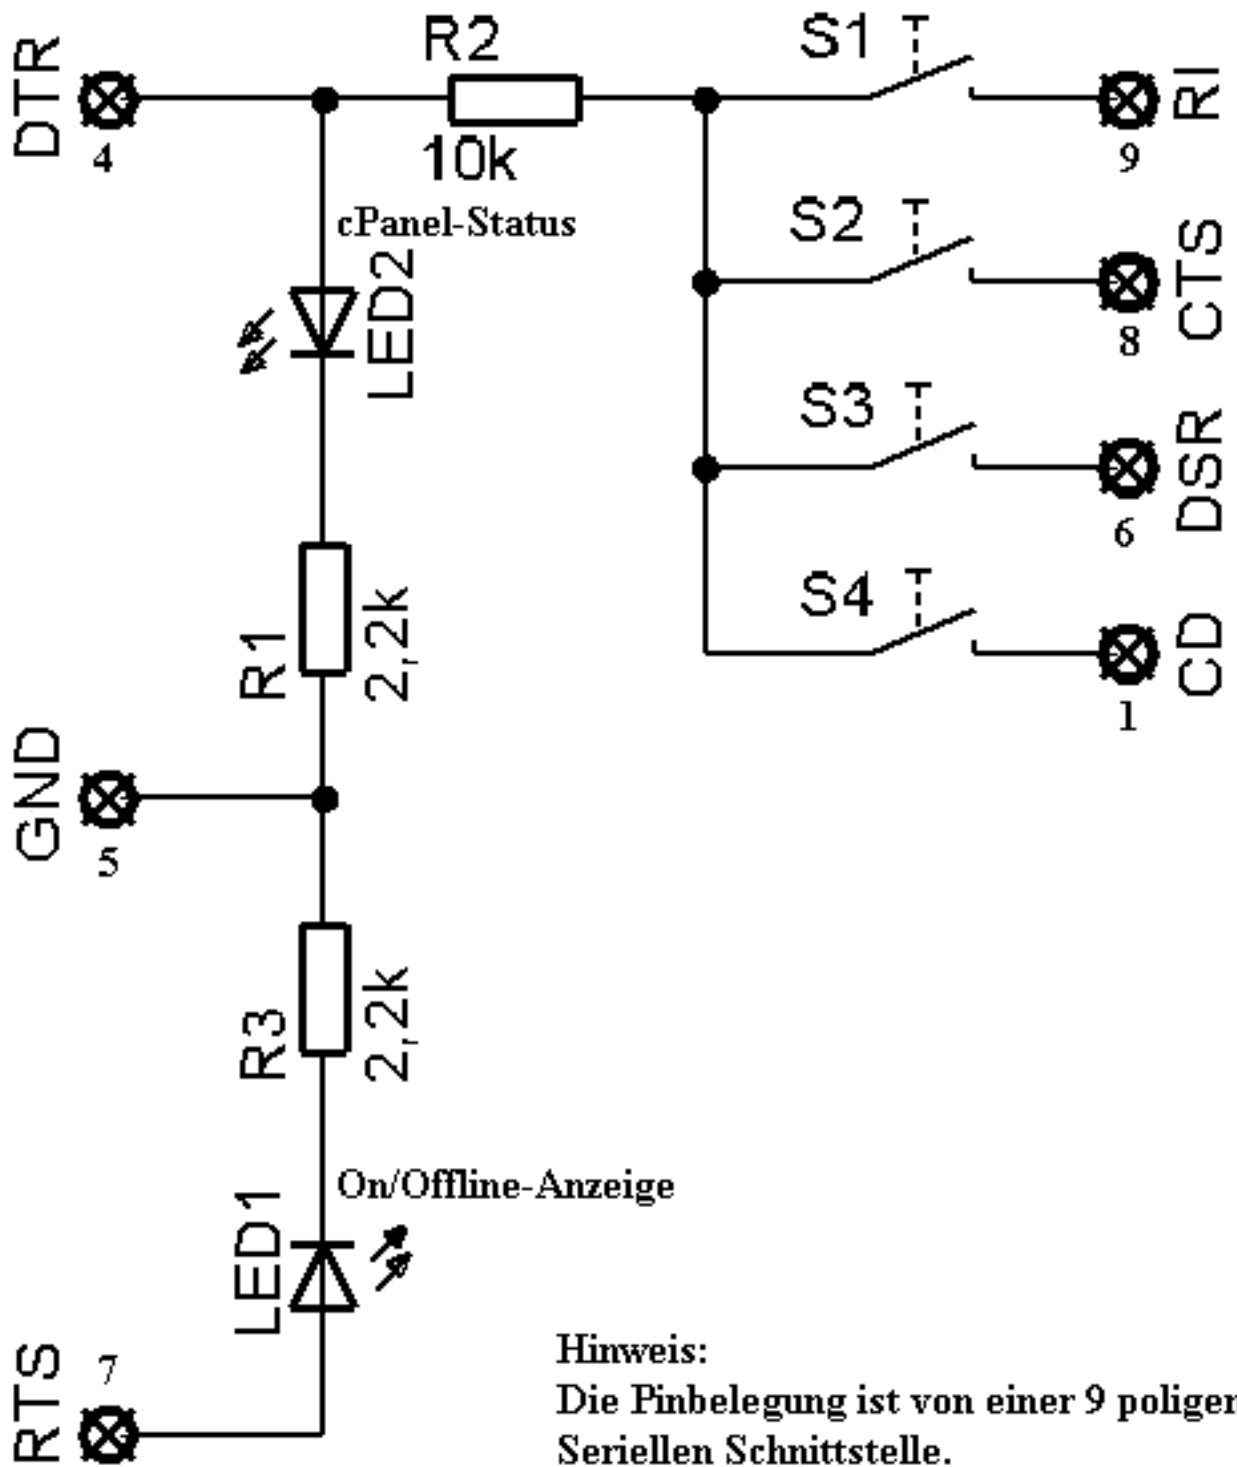 R2
S1
DTR
RI
4
10k
9
cPanel-Status
S2
CTS
LED2
8
S3
DSR
6
S4
R1
2,2k
CD
1
GND
5
R3
2,2k
On/Offline-Anzeige
LED1
RTS
7
Hinweis:
Die Pinbelegung ist von einer 9 poligen
Seriellen Schnittstelle.